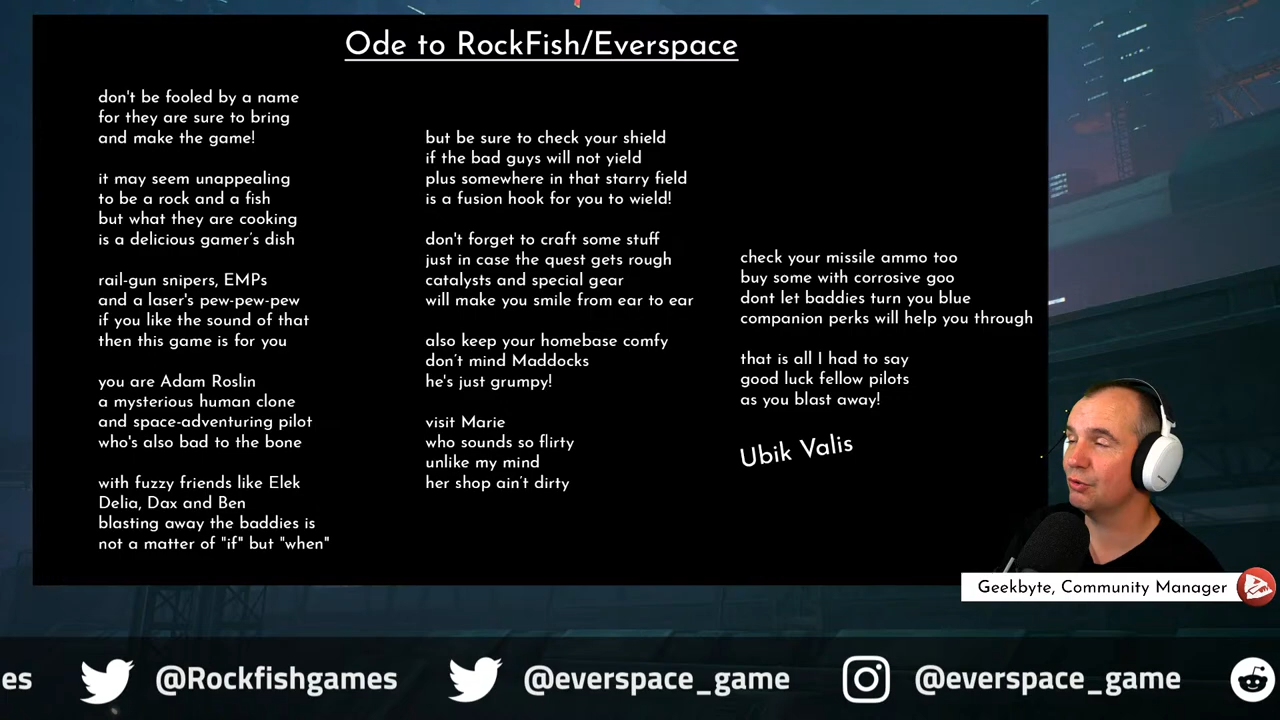 Ode to RockFish/Everspace
don't be fooled by a name
for they are sure to bring
and make the game!
it may seem unappealing
to be a rock and a fish
but what they are cooking
is a delicious gamer's dish
rail-gun snipers, EMPs
and a laser's pew-pew-pew
if you like the sound of that
then this game is for you
you are Adam Roslin
a mysterious human clone
and space-adventuring pilot
who's also bad to the bone
with fuzzy friends like Elek
Delia, Dax and Ben
blasting away the baddies is
not a matter of "if" but "when"
but be sure to check your shield
if the bad guys will not yield
plus somewhere in that starry field
is a fusion hook for you to wield!
don't forget to craft some stuff
just in case the quest gets rough
catalysts and special gear
will make you smile from ear to ear
also keep your homebase comfy
don't mind Maddocks
he's just grumpy!
visit Marie
who sounds so flirty
unlike my mind
her shop ain't dirty
check your missile ammo too
buy some with corrosive goo
dont let baddies turn you blue
companion perks will help you through
that is all I had to say
good luck fellow pilots
as you blast away!
Ubik Valis
Geekbyte, Community Manager
es @Rockfishgames @everspace_game @everspace_game